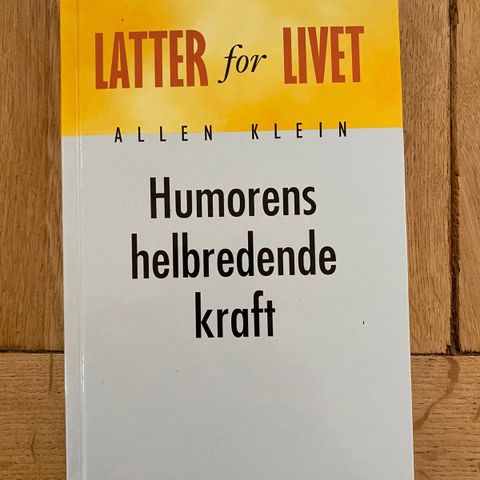 LATTER for LIVET
ALLEN KLEIN
Humorens
helbredende
kraft